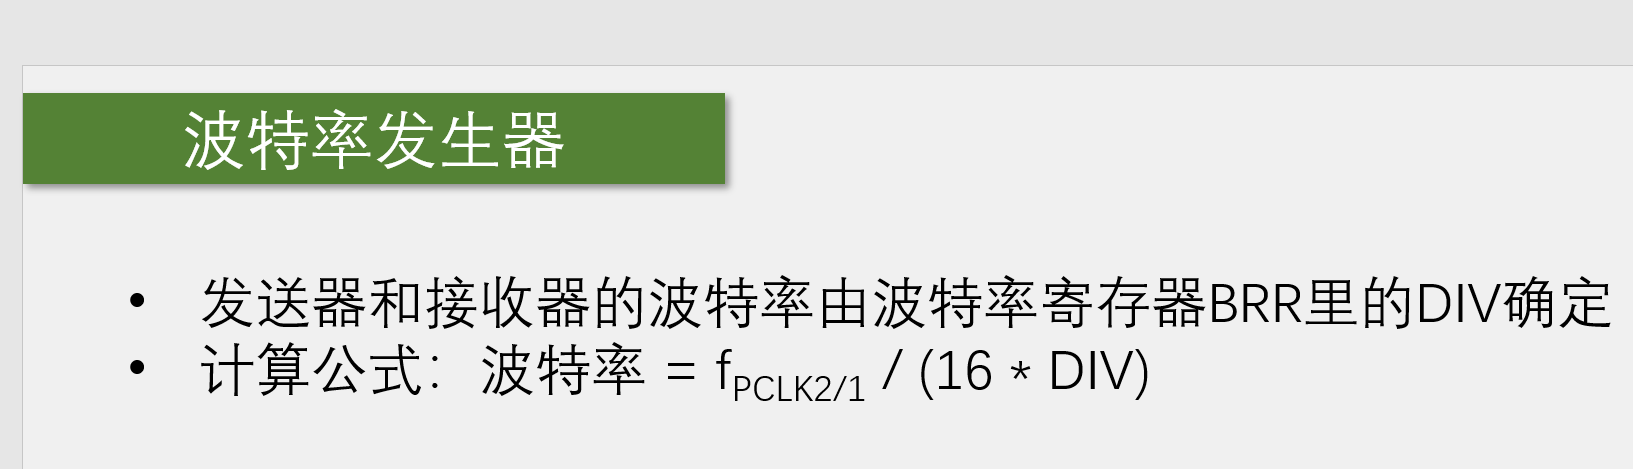 波特率发生器
• 发送器和接收器的波特率由波特率寄存器BRR里的DIV确定
• 计算公式：波特率 = fPCLK2/1 / (16 * DIV)